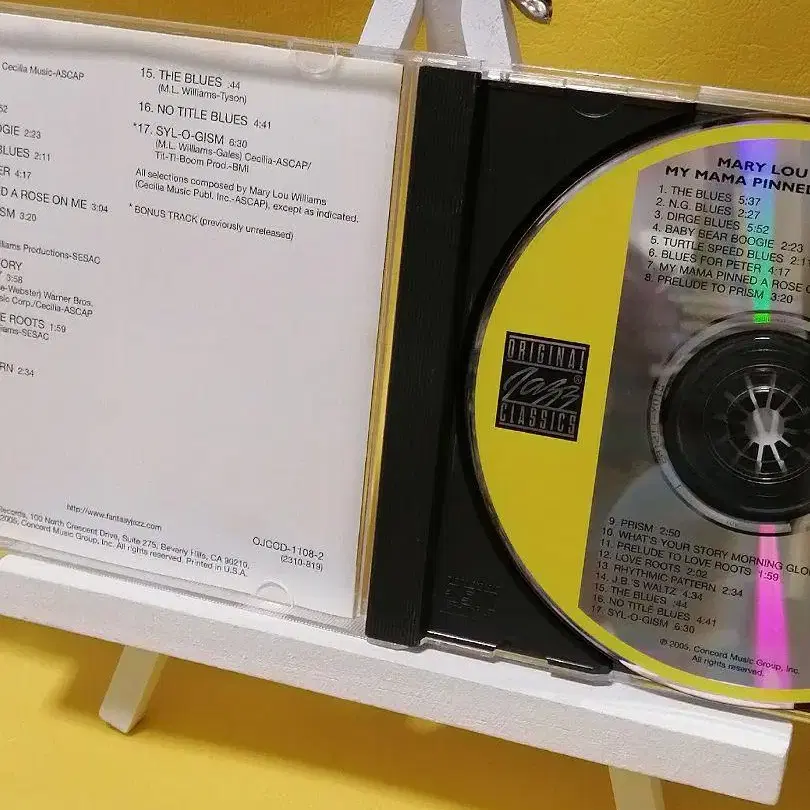 Cecilia Music-ASCAP
52
OGIE 2:23
BLUES 2:11
ER 4:17
ED A ROSE ON ME 3:04
ISM 3:20
liams Productions-SESAC
TORY
Y 3:58
e-Webster) Warner Bros.
sic Corp./Cecilia-ASCAP
E ROOTS 1:59
iams-SESAC
RN 2:34
15. THE BLUES :44
(M.L. Williams-Tyson)
16. NO TITLE BLUES 4:41
*17. SYL-O-GISM 6:30
(M.L. Williams-Gales) Cecilia-ASCAP/
Tit-Ti-Boom Prod.-BMI
All selections composed by Mary Lou Williams
(Cecilia Music Publ. Inc.-ASCAP), except as indicated.
* BONUS TRACK (previously unreleased)
http://www.fantasyjazz.com
Records, 100 North Crescent Drive, Suite 275, Beverly Hills, CA 90210.
2005, Concord Music Group, Inc. All rights reserved. Printed in U.S.A.
OJCCD-1108-2
(2310-819)
MARY LOU
MY MAMA PINNED
1. THE BLUES 5:37
2. N.G. BLUES 2:27
3. DIRGE BLUES 5:52
4. BABY BEAR BOOGIE 2:23
5. TURTLE SPEED BLUES 2:11
6. BLUES FOR PETER 4:17
7. MY MAMA PINNED A ROSE O
8. PRELUDE TO PRISM 3:20
ORIGINAL
Jazz®
CLASSICS
9 PRISM 2:50
10. WHAT'S YOUR STORY MORNING GLO
11. PRELUDE TO LOVE ROOTS 1:59
12. LOVE ROOTS 2:02
13. RHYTHMIC PATTERN 2:34
14. J.B.'S WALTZ 4:34
15. THE BLUES :44
16. NO TITLE BLUES 4:41
17. SYL-O-GISM 6:30
℗ 2005, Concord Music Group, Inc.
All rights reserved.